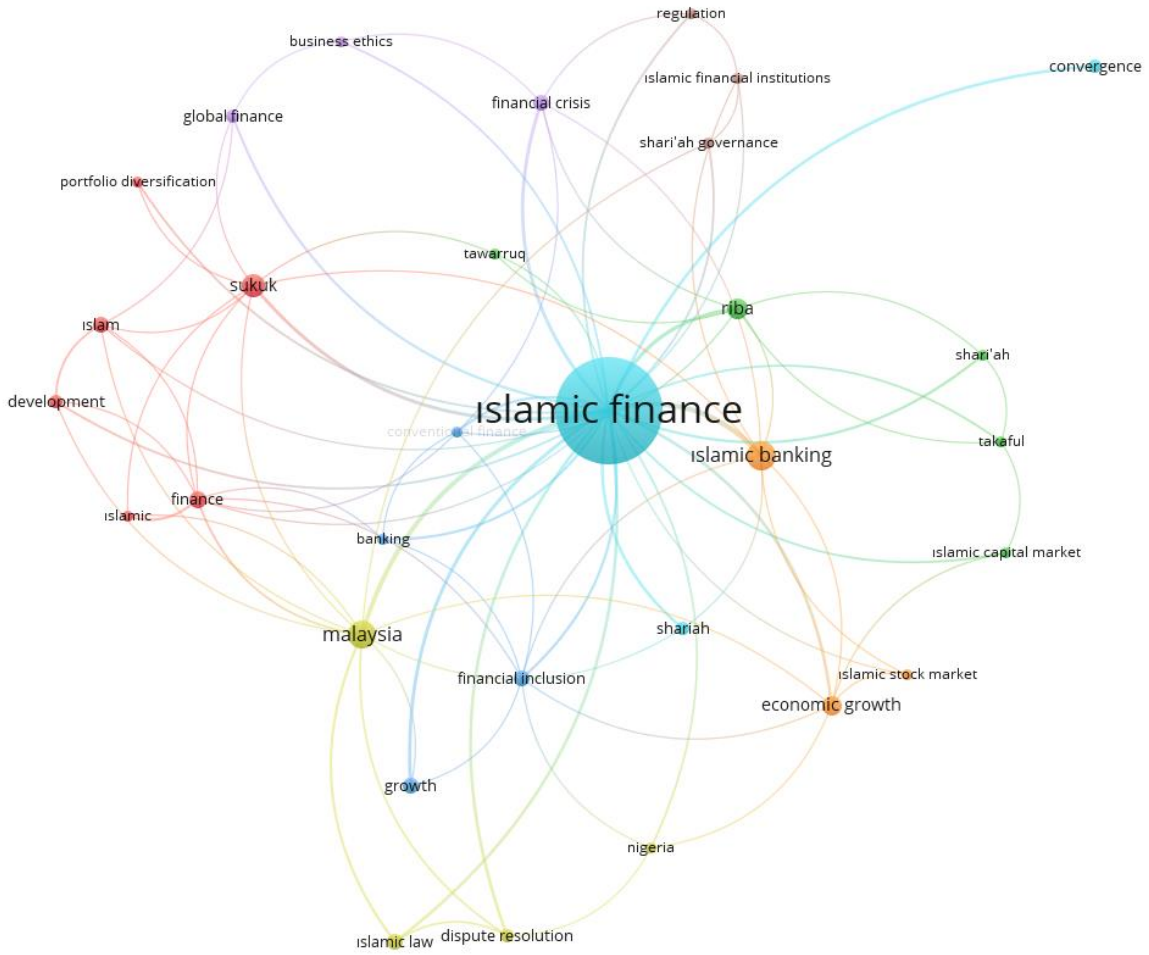 regulation
business ethics
convergence
ıslamic financial institutions
financial crisis
global finance
shari'ah governance
portfolio diversification
tawarruq
sukuk
riba
ıslam
shari'ah
development
ıslamic finance
conventional finance
takaful
ıslamic banking
finance
ıslamic
banking
ıslamic capital market
malaysia
shariah
financial inclusion
ıslamic stock market
economic growth
growth
nigeria
ıslamic law
dispute resolution